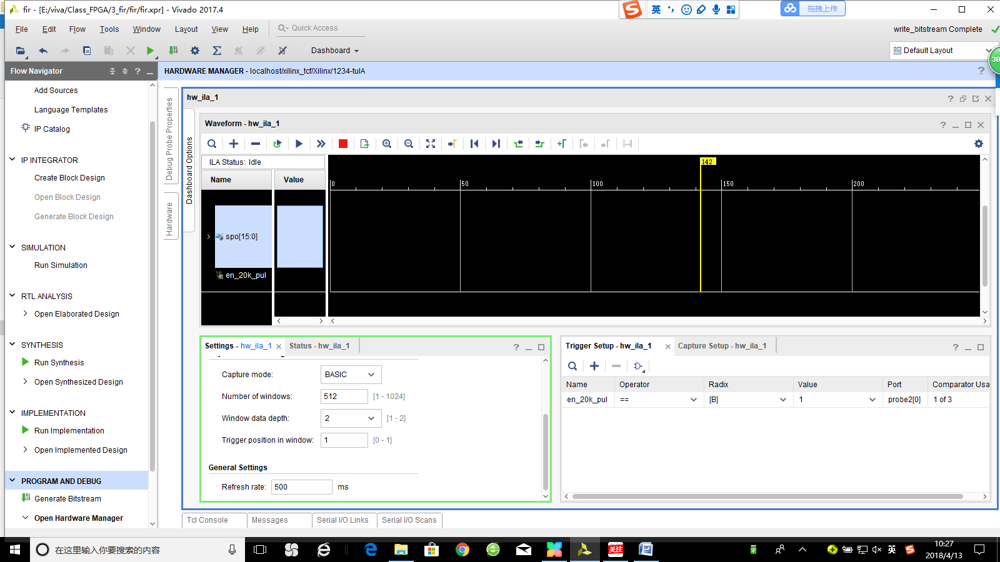 fir - [E:/viva/Class_FPGA/3_fir/fir/fir.xpr] - Vivado 2017.4
英
拖拽上传
File Edit Flow Tools Window Layout View Help
Quick Access
write_bitstream Complete
Dashboard
Default Layout
30
Flow Navigator
HARDWARE MANAGER - localhost/xilinx_tcf/Xilinx/1234-tulA
Add Sources
Language Templates
IP Catalog
IP INTEGRATOR
Create Block Design
Open Block Design
Generate Block Design
SIMULATION
Run Simulation
RTL ANALYSIS
Open Elaborated Design
SYNTHESIS
Run Synthesis
Open Synthesized Design
IMPLEMENTATION
Run Implementation
Open Implemented Design
PROGRAM AND DEBUG
Generate Bitstream
Open Hardware Manager
Debug Probe Properties
Hardware
Dashboard Options
hw_ila_1
Waveform - hw_ila_1
ILA Status: Idle
Name Value
142
0 50 100 150 200
spo[15:0]
en_20k_pul
Settings - hw_ila_1 Status - hw_ila_1
Capture mode: BASIC
Number of windows: 512 [1 - 1024]
Window data depth: 2 [1 - 2]
Trigger position in window: 1 [0 - 1]
General Settings
Refresh rate: 500 ms
Trigger Setup - hw_ila_1 Capture Setup - hw_ila_1
Name Operator Radix Value Port Comparator Usa
en_20k_pul == [B] 1 probe2[0] 1 of 3
Tcl Console Messages Serial I/O Links Serial I/O Scans
在这里输入你要搜索的内容
关注
英
10:27
2018/4/13